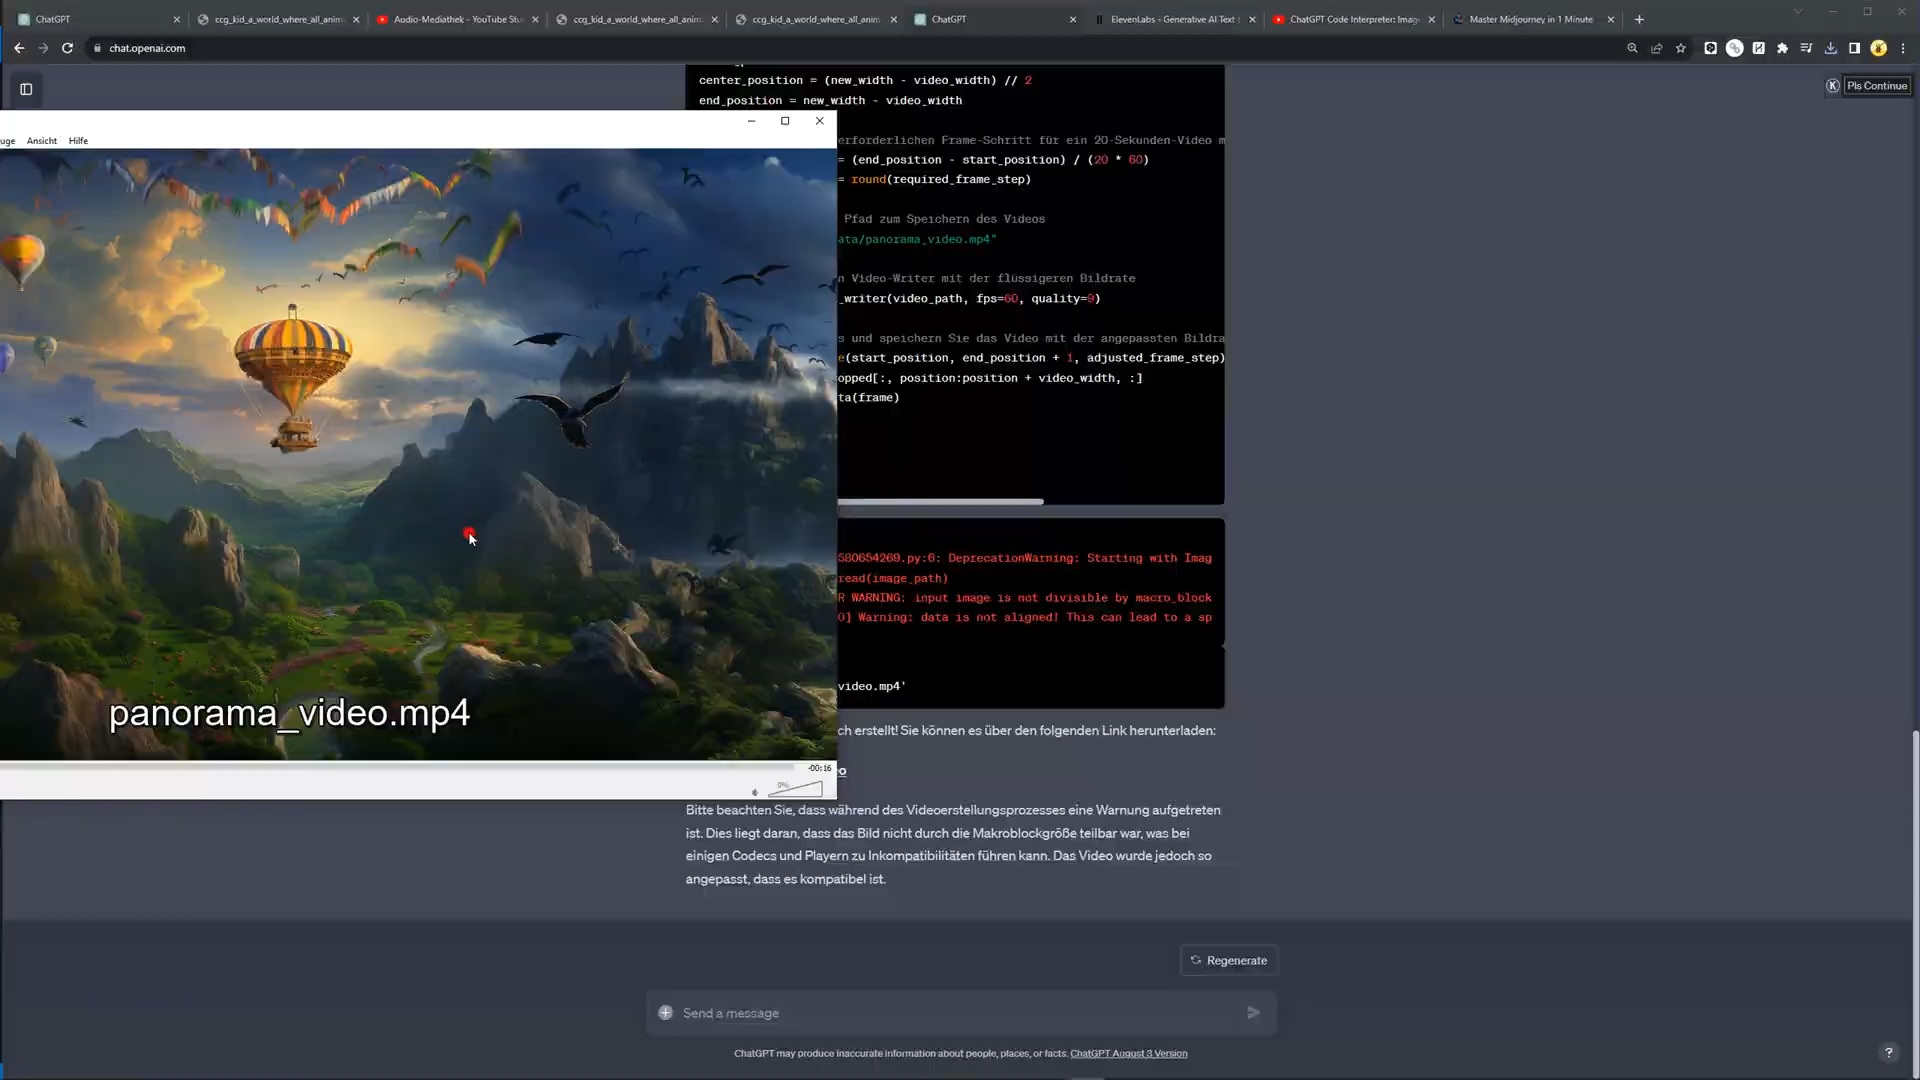 ChatGPT
ccg_kid_a_world_where_all_anim
Audio-Mediathek - YouTube Stu
ccg_kid_a_world_where_all_anim
ccg_kid_a_world_where_all_anim
ChatGPT
ElevenLabs - Generative AI Text
ChatGPT Code Interpreter: Imag
Master Midjourney in 1 Minute
chat.openai.com
Pls Continue
center_position = (new_width - video_width) // 2
end_position = new_width - video_width
uge Ansicht Hilfe
erforderlichen Frame-Schritt für ein 20-Sekunden-Video m
= (end_position - start_position) / (20 * 60)
= round(required_frame_step)
Pfad zum Speichern des Videos
ata/panorama_video.mp4"
n Video-Writer mit der flüssigeren Bildrate
_writer(video_path, fps=60, quality=9)
s und speichern Sie das Video mit der angepassten Bildra
e(start_position, end_position + 1, adjusted_frame_step)
opped[:, position:position + video_width, :]
ta(frame)
580654269.py:6: DeprecationWarning: Starting with Imag
read(image_path)
R WARNING: input image is not divisible by macro_block
0] Warning: data is not aligned! This can lead to a sp
video.mp4'
panorama_video.mp4
ch erstellt! Sie können es über den folgenden Link herunterladen:
-00:16
0%
Bitte beachten Sie, dass während des Videoerstellungsprozesses eine Warnung aufgetreten
ist. Dies liegt daran, dass das Bild nicht durch die Makroblockgröße teilbar war, was bei
einigen Codecs und Playern zu Inkompatibilitäten führen kann. Das Video wurde jedoch so
angepasst, dass es kompatibel ist.
Regenerate
Send a message
ChatGPT may produce inaccurate information about people, places, or facts. ChatGPT August 3 Version
?